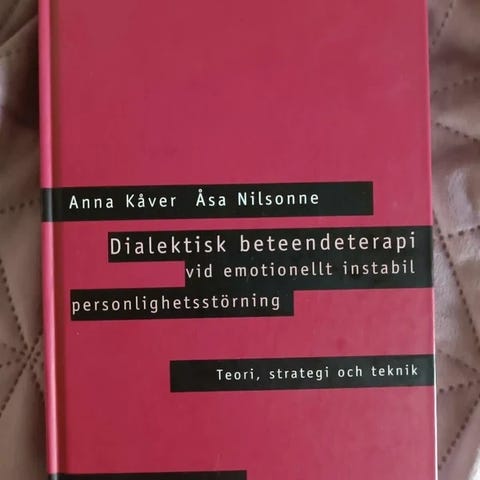 Anna Kåver Åsa Nilsonne
Dialektisk beteendeterapi
vid emotionellt instabil
personlighetsstörning
Teori, strategi och teknik